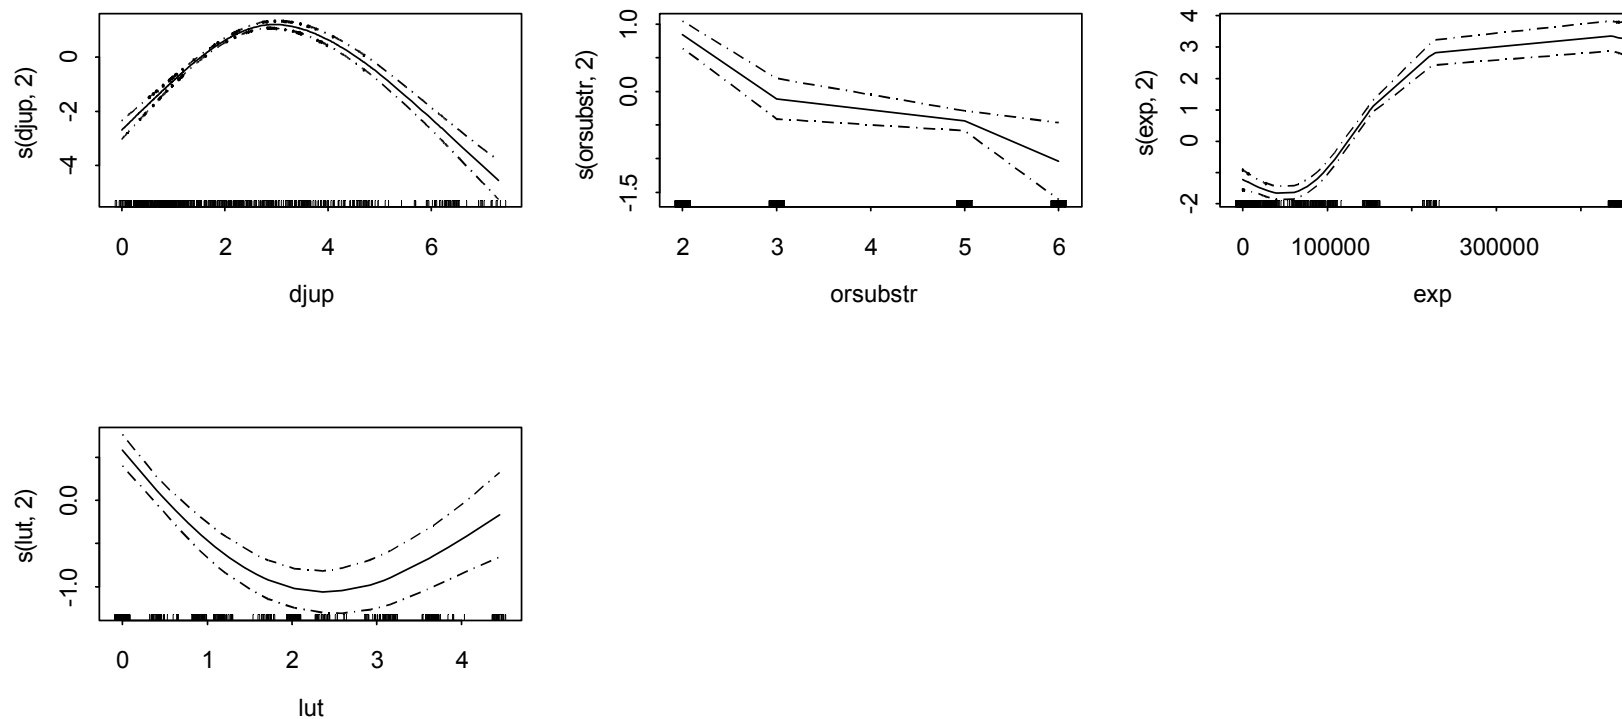 s(djup, 2)
0
-2
-4
0 2 4 6
djup
s(orsubstr, 2)
1.0
0.0
-1.5
2 3 4 5 6
orsubstr
s(exp, 2)
4
3
2
1
0
-2
0 100000 300000
exp
s(lut, 2)
0.0
-1.0
0 1 2 3 4
lut